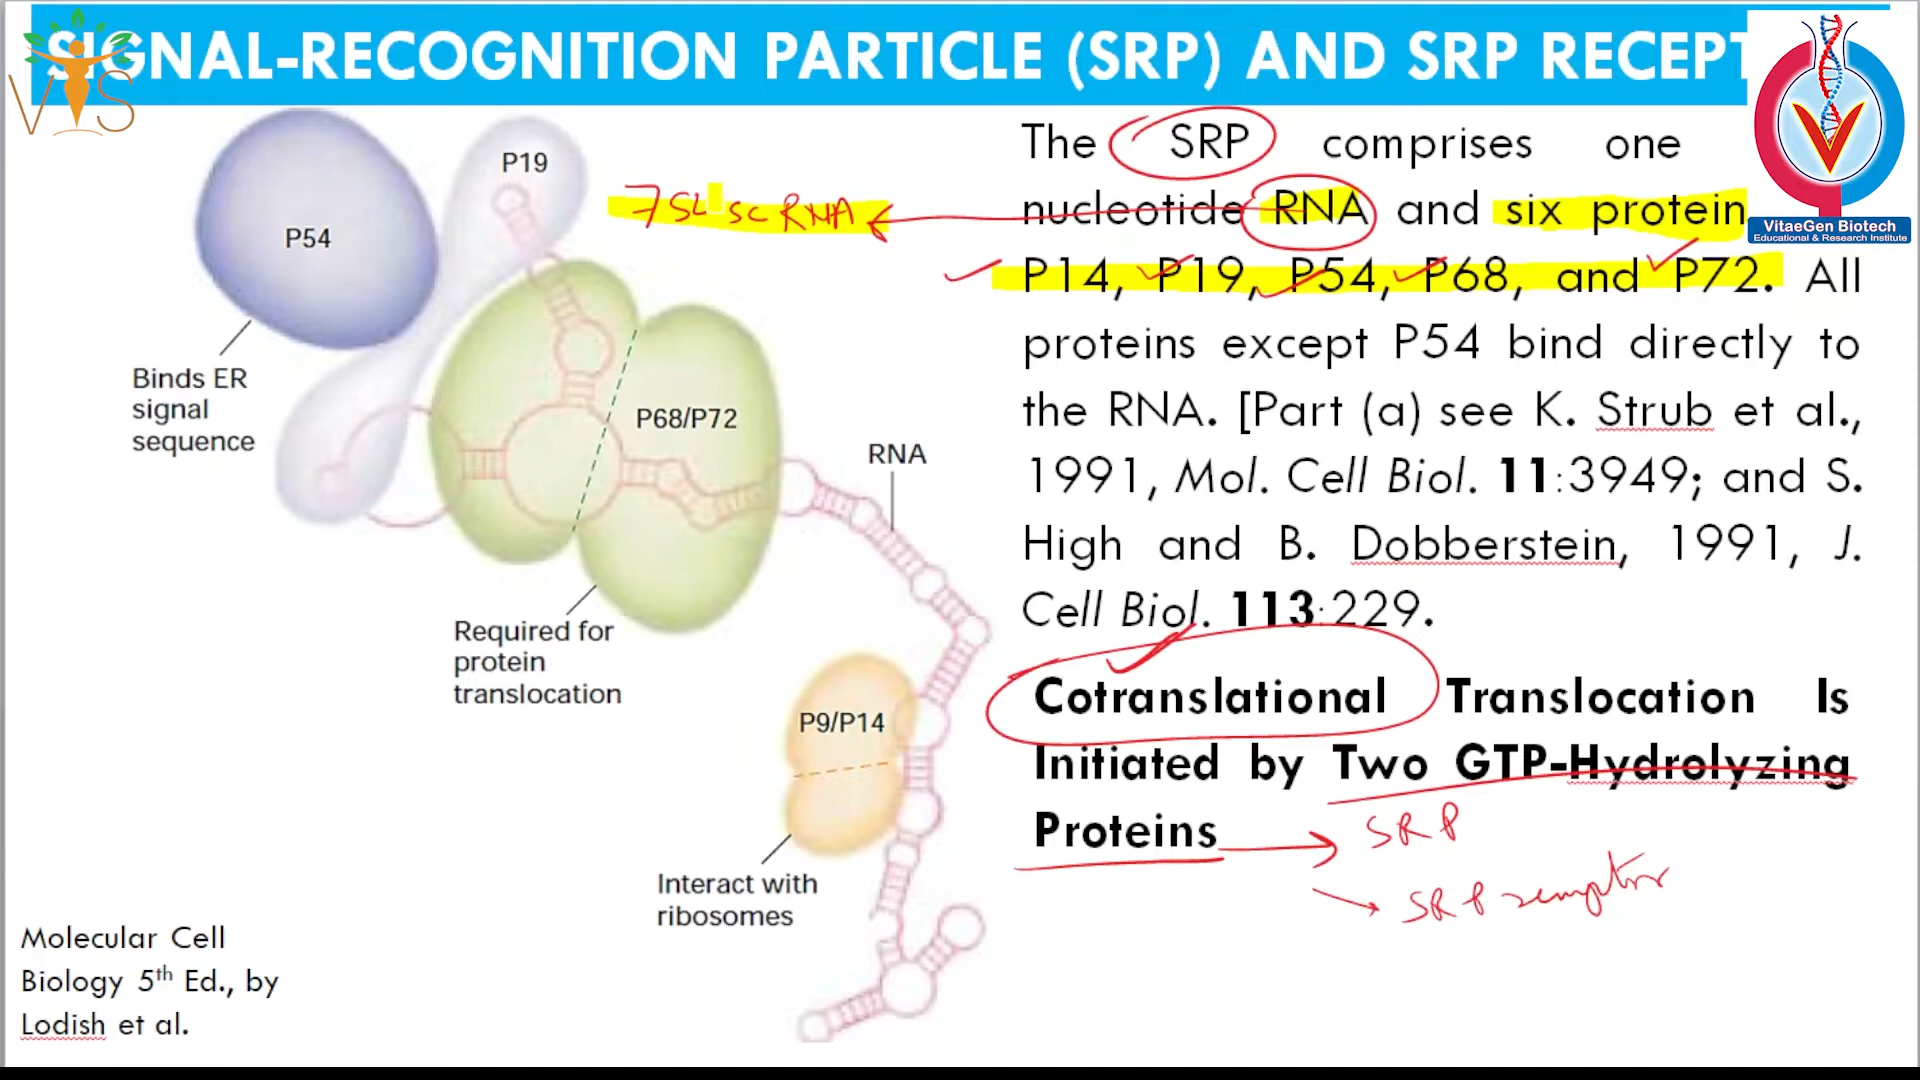 SIGNAL-RECOGNITION PARTICLE (SRP) AND SRP RECEPT
VIS
VitaeGen Biotech
Educational & Research Institute
P54
P19
P68/P72
RNA
P9/P14
Binds ER
signal
sequence
Required for
protein
translocation
Interact with
ribosomes
Molecular Cell
Biology 5th Ed., by
Lodish et al.
7SL scRNA
The SRP comprises one
nucleotide RNA and six protein
P14, P19, P54, P68, and P72. All
proteins except P54 bind directly to
the RNA. [Part (a) see K. Strub et al.,
1991, Mol. Cell Biol. 11:3949; and S.
High and B. Dobberstein, 1991, J.
Cell Biol. 113:229.
Cotranslational Translocation Is
Initiated by Two GTP-Hydrolyzing
Proteins
SRP
SRP receptor